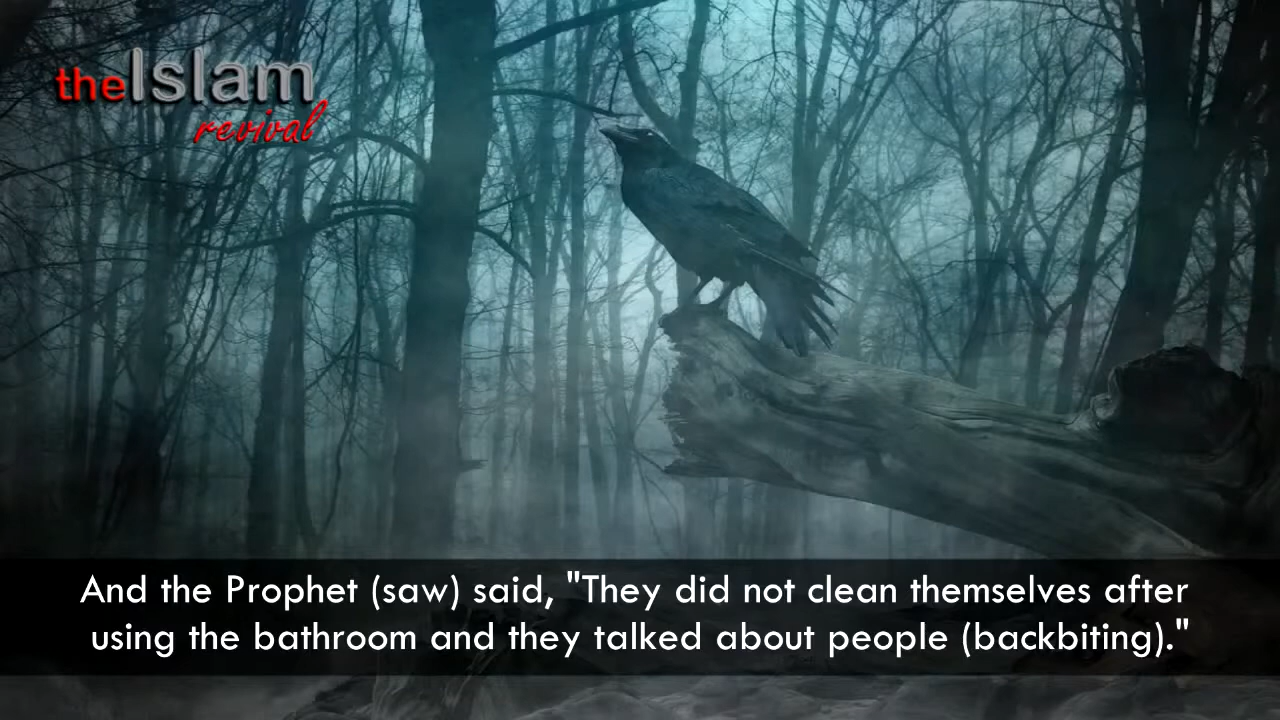 theIslam
revival
And the Prophet (saw) said, "They did not clean themselves after
using the bathroom and they talked about people (backbiting)."